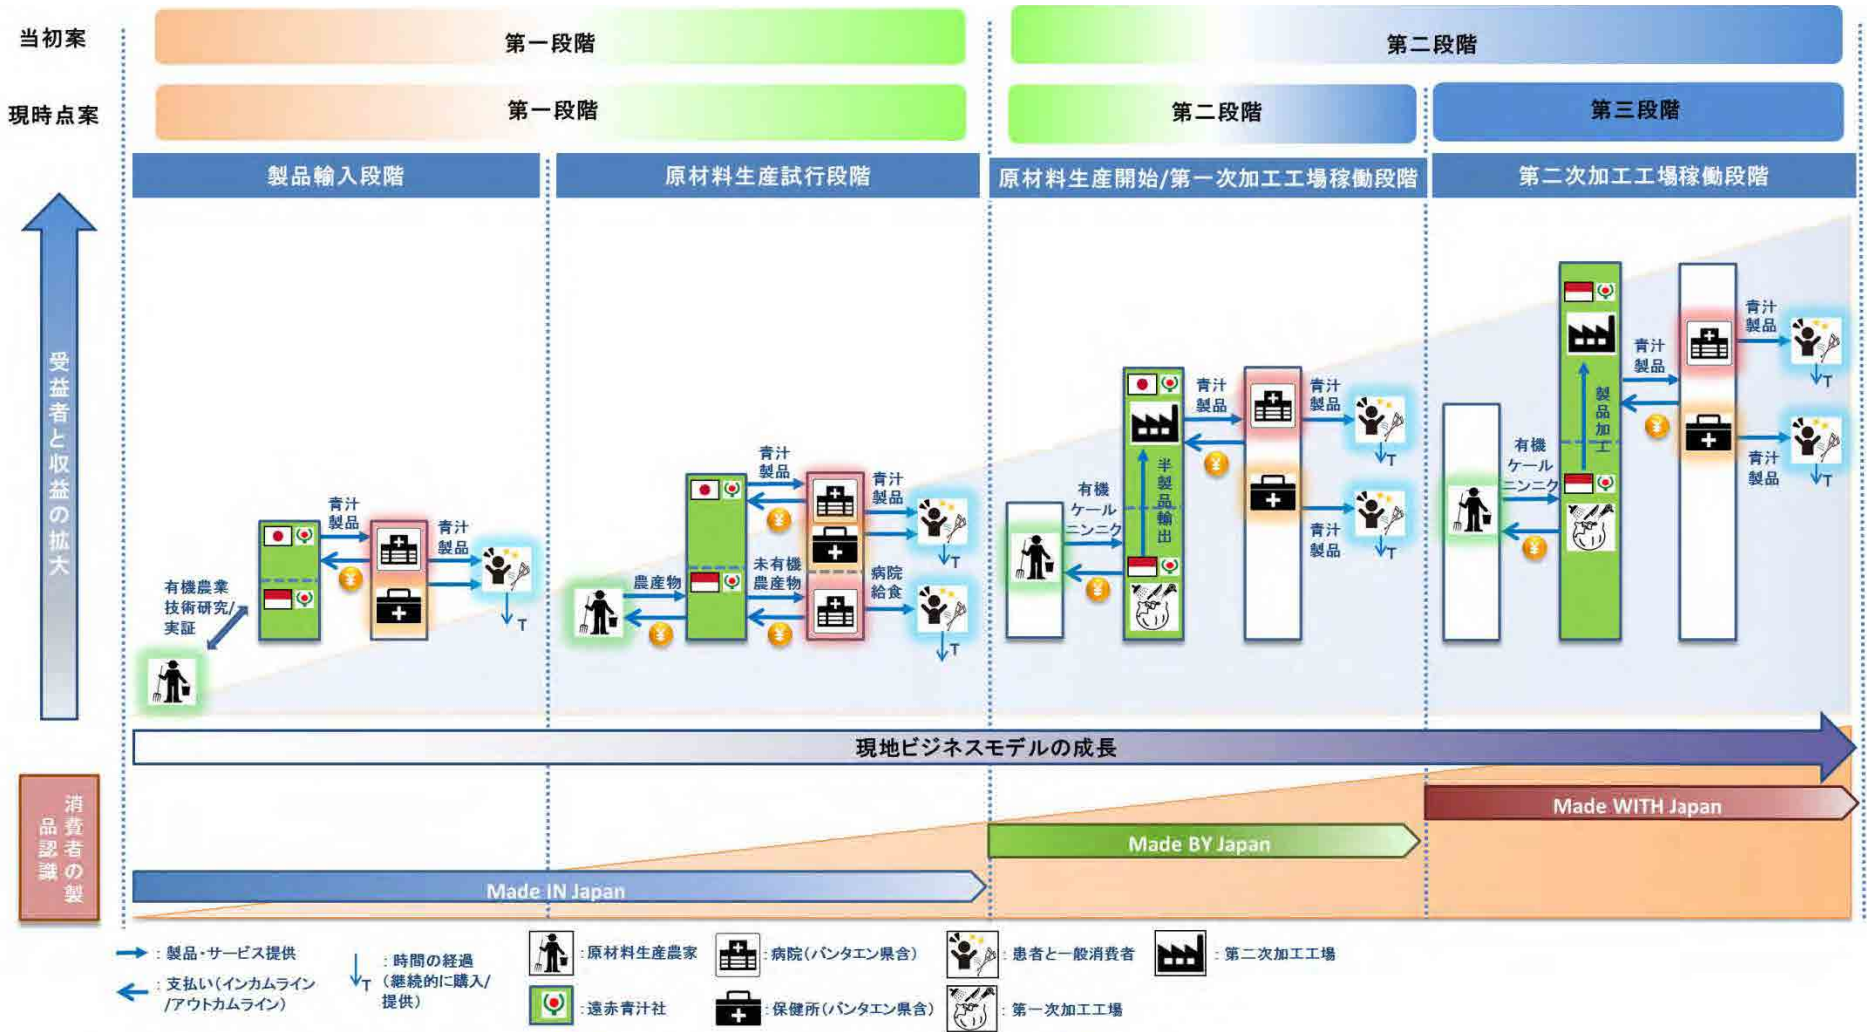 当初案
第一段階
第二段階
現時点案
第一段階
第二段階
第三段階
製品輸入段階
原材料生産試行段階
原材料生産開始/第一次加工工場稼働段階
第二次加工工場稼働段階
受益者と収益の拡大
有機農業
技術研究/
実証
青汁
製品
¥
青汁
製品
T
農産物
¥
青汁
製品
¥
未有機
農産物
¥
青汁
製品
T
病院
給食
T
有機
ケール
ニンニク
¥
半製品輸出
青汁
製品
¥
青汁
製品
T
青汁
製品
T
有機
ケール
ニンニク
¥
製品加工
青汁
製品
¥
青汁
製品
T
青汁
製品
T
現地ビジネスモデルの成長
消費者の製
品認識
Made IN Japan
Made BY Japan
Made WITH Japan
：製品・サービス提供
：支払い（インカムライン
/アウトカムライン）
T
：時間の経過
（継続的に購入/
提供）
：原材料生産農家
：遠赤青汁社
：病院（バンタエン県含）
：保健所（バンタエン県含）
：患者と一般消費者
：第一次加工工場
：第二次加工工場